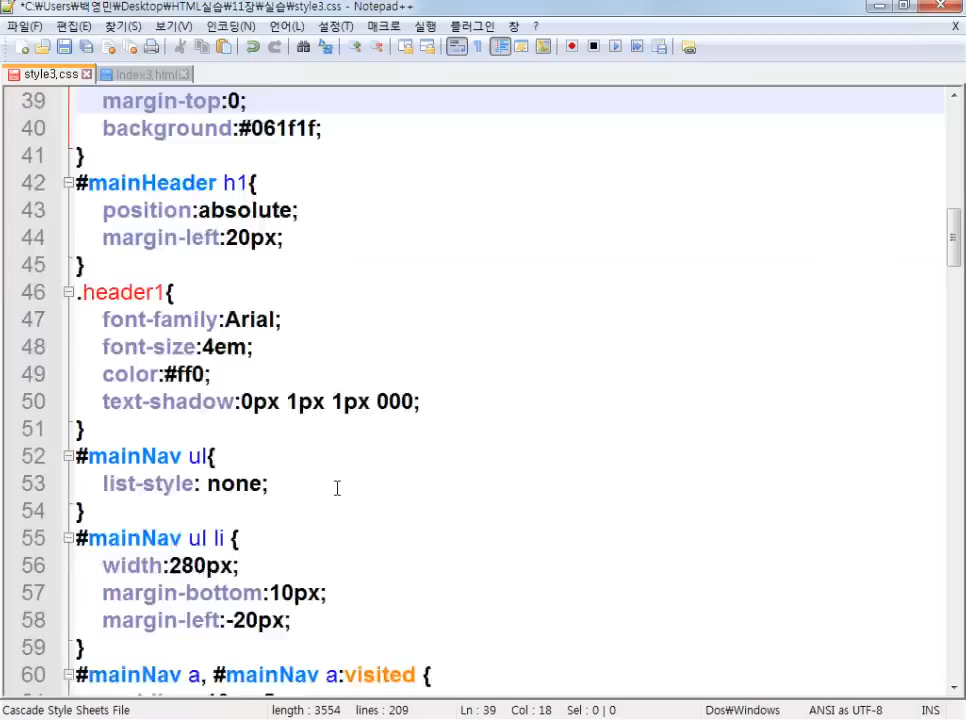 *C:\Users\백영민\Desktop\HTML실습\11장\실습\style3.css - Notepad++
파일(F) 편집(E) 찾기(S) 보기(V) 인코딩(N) 언어(L) 설정(T) 매크로 실행 플러그인 창 ?
X
style3.css index3.html
39 margin-top:0;
40 background:#061f1f;
41 }
42 #mainHeader h1{
43 position:absolute;
44 margin-left:20px;
45 }
46 .header1{
47 font-family:Arial;
48 font-size:4em;
49 color:#ff0;
50 text-shadow:0px 1px 1px 000;
51 }
52 #mainNav ul{
53 list-style: none;
54 }
55 #mainNav ul li {
56 width:280px;
57 margin-bottom:10px;
58 margin-left:-20px;
59 }
60 #mainNav a, #mainNav a:visited {
Cascade Style Sheets File length : 3554 lines : 209 Ln : 39 Col : 18 Sel : 0 | 0 Dos\Windows ANSI as UTF-8 INS